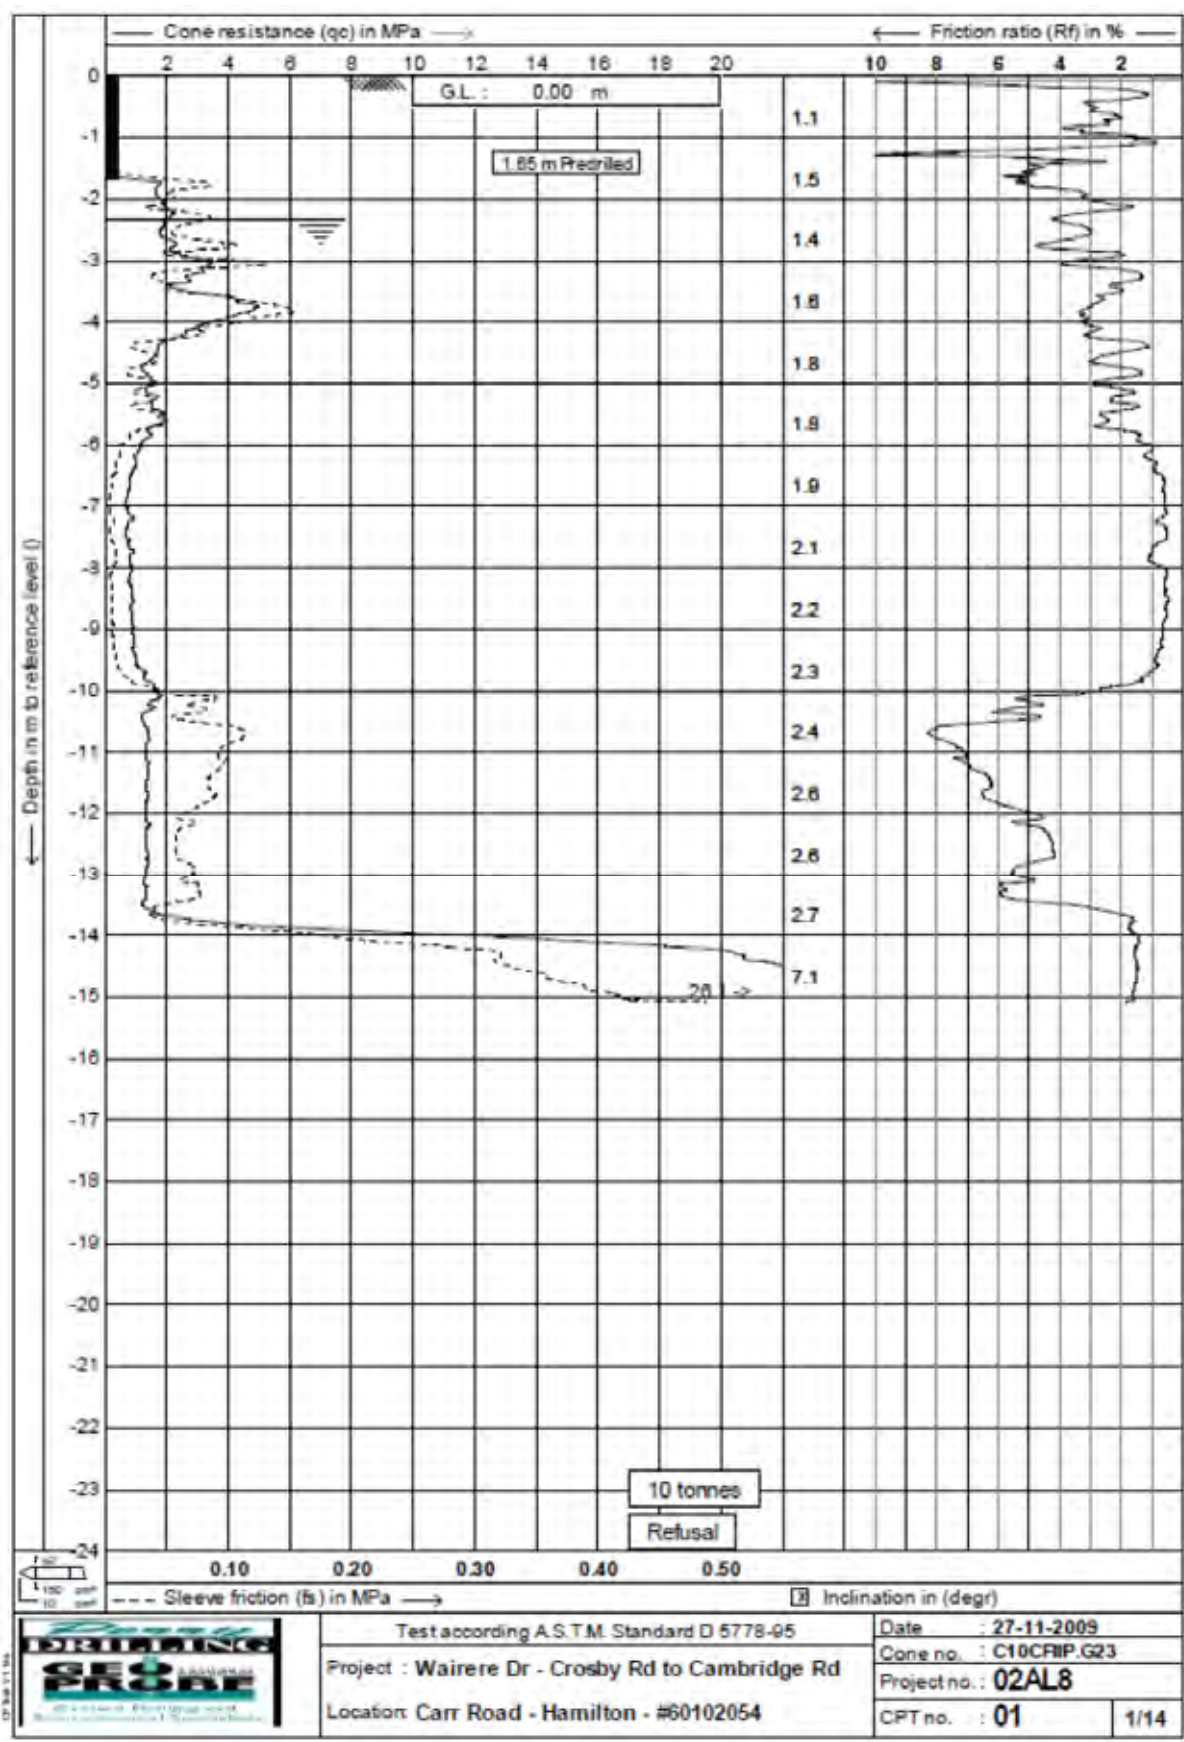 Cone resistance (qc) in MPa
Friction ratio (Rf) in %
0 2 4 6 8 10 12 14 16 18 20 10 8 6 4 2
G.L. : 0.00 m
1.1
-1
1.65 m Predrilled
1.5
-2
1.4
-3
1.6
-4
1.8
-5
1.9
-6
1.9
-7
2.1
-8
2.2
-9
2.3
-10
2.4
-11
2.6
-12
2.6
-13
2.7
-14
7.1
-15
-16
-17
-18
-19
-20
-21
-22
-23
10 tonnes
Refusal
-24
Depth in m to reference level ()
0.10 0.20 0.30 0.40 0.50
Sleeve friction (fs) in MPa
Inclination in (degr)
DRILLING
GEO
PROBE
Test according A.S.T.M. Standard D 5778-95
Project : Wairere Dr - Crosby Rd to Cambridge Rd
Location: Carr Road - Hamilton - #60102054
Date : 27-11-2009
Cone no. : C10CFIIP.G23
Project no. : 02AL8
CPT no. : 01
1/14